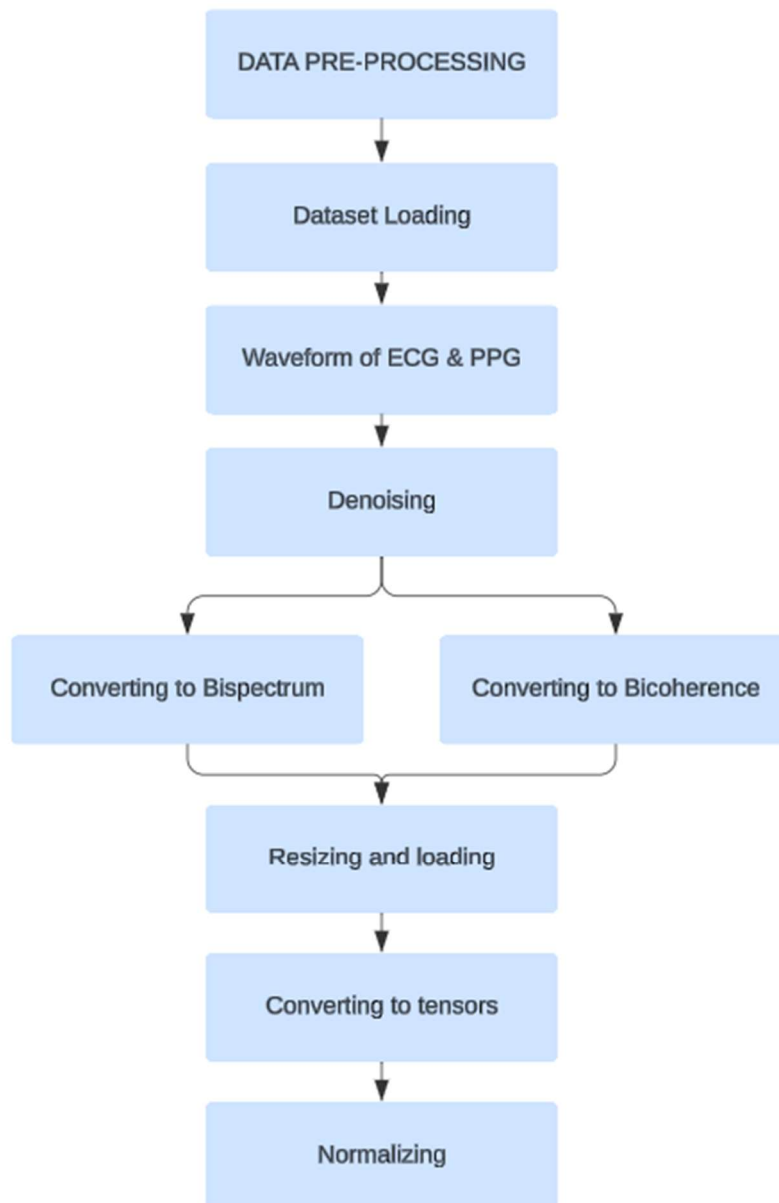 DATA PRE-PROCESSING
Dataset Loading
Waveform of ECG & PPG
Denoising
Converting to Bispectrum
Converting to Bicoherence
Resizing and loading
Converting to tensors
Normalizing